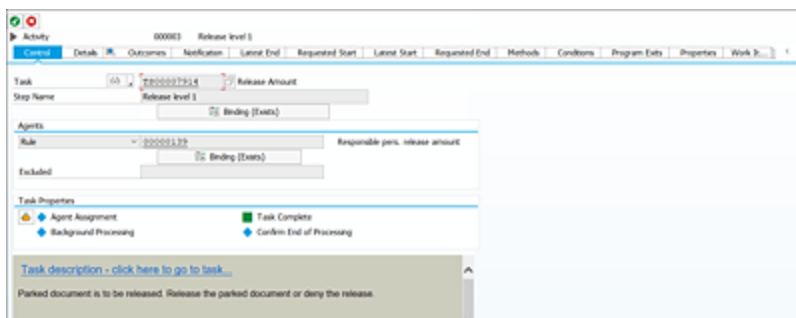 Activity 000003 Release level 1
Control Details Outcomes Notification Latest End Requested Start Latest Start Requested End Methods Conditions Program Exits Properties Work It...
Task TS00007914 Release Amount
Step Name Release level 1
Binding (Exists)
Agents
Rule 00000139 Responsible pers. release amount
Binding (Exists)
Excluded
Task Properties
Agent Assignment Task Complete
Background Processing Confirm End of Processing
Task description - click here to go to task...
Parked document is to be released. Release the parked document or deny the release.